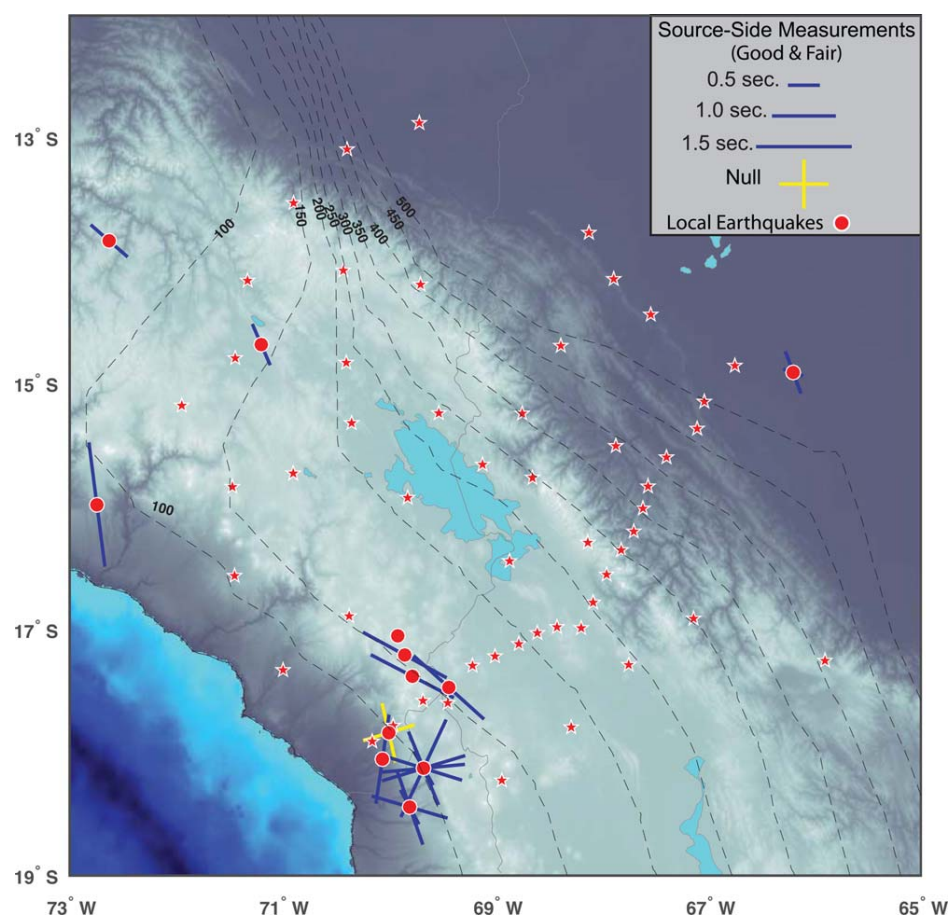 Source-Side Measurements
(Good & Fair)
0.5 sec.
1.0 sec.
1.5 sec.
Null
Local Earthquakes
13° S
15° S
17° S
19° S
73° W
71° W
69° W
67° W
65° W
100
150
200
250
300
350
400
450
500
100